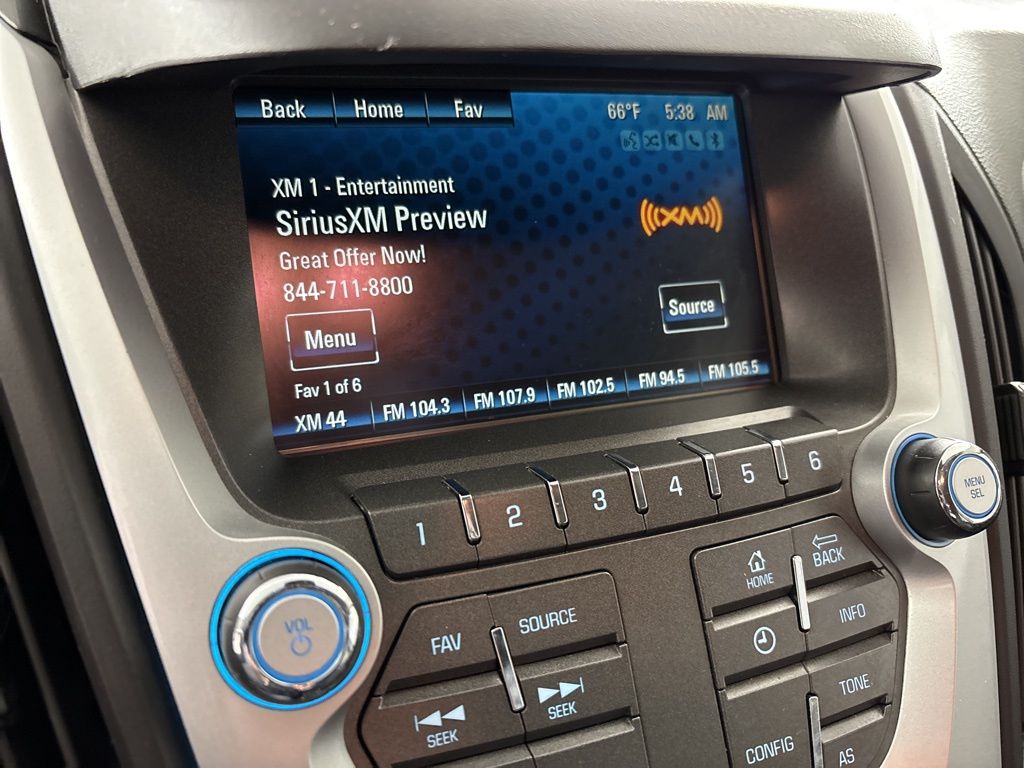 Back Home Fav 66°F 5:38 AM
XM 1 - Entertainment
SiriusXM Preview
Great Offer Now!
844-711-8800
XM
Menu
Source
Fav 1 of 6
XM 44 FM 104.3 FM 107.9 FM 102.5 FM 94.5 FM 105.5
1 2 3 4 5 6
MENU
SEL
VOL
FAV SOURCE
SEEK SEEK
HOME BACK
INFO
TONE
CONFIG AS